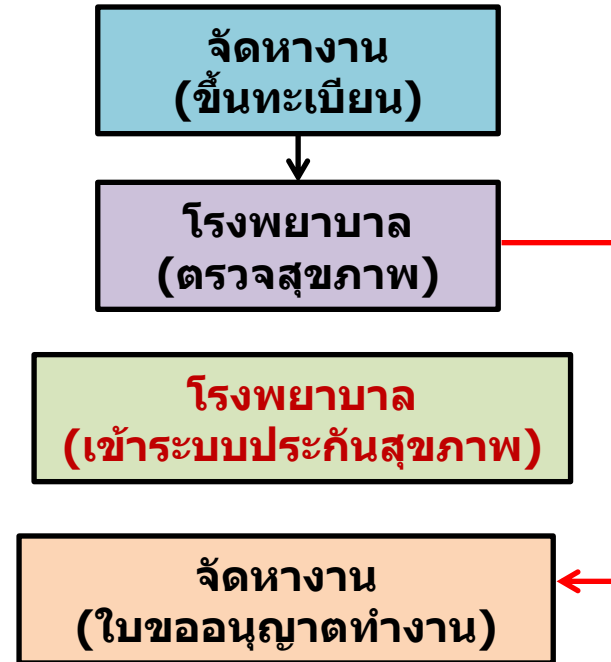 จัดหางาน
(ขึ้นทะเบียน)
โรงพยาบาล
(ตรวจสุขภาพ)
โรงพยาบาล
(เข้าระบบประกันสุขภาพ)
จัดหางาน
(ใบขออนุญาตทำงาน)